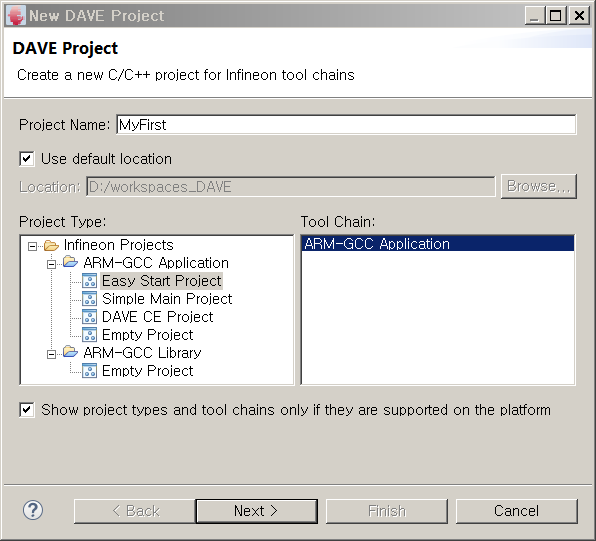 New DAVE Project
DAVE Project
Create a new C/C++ project for Infineon tool chains
Project Name: MyFirst
Use default location
Location: D:/workspaces_DAVE Browse...
Project Type: Tool Chain:
Infineon Projects ARM-GCC Application
ARM-GCC Application
Easy Start Project
Simple Main Project
DAVE CE Project
Empty Project
ARM-GCC Library
Empty Project
Show project types and tool chains only if they are supported on the platform
? < Back Next > Finish Cancel